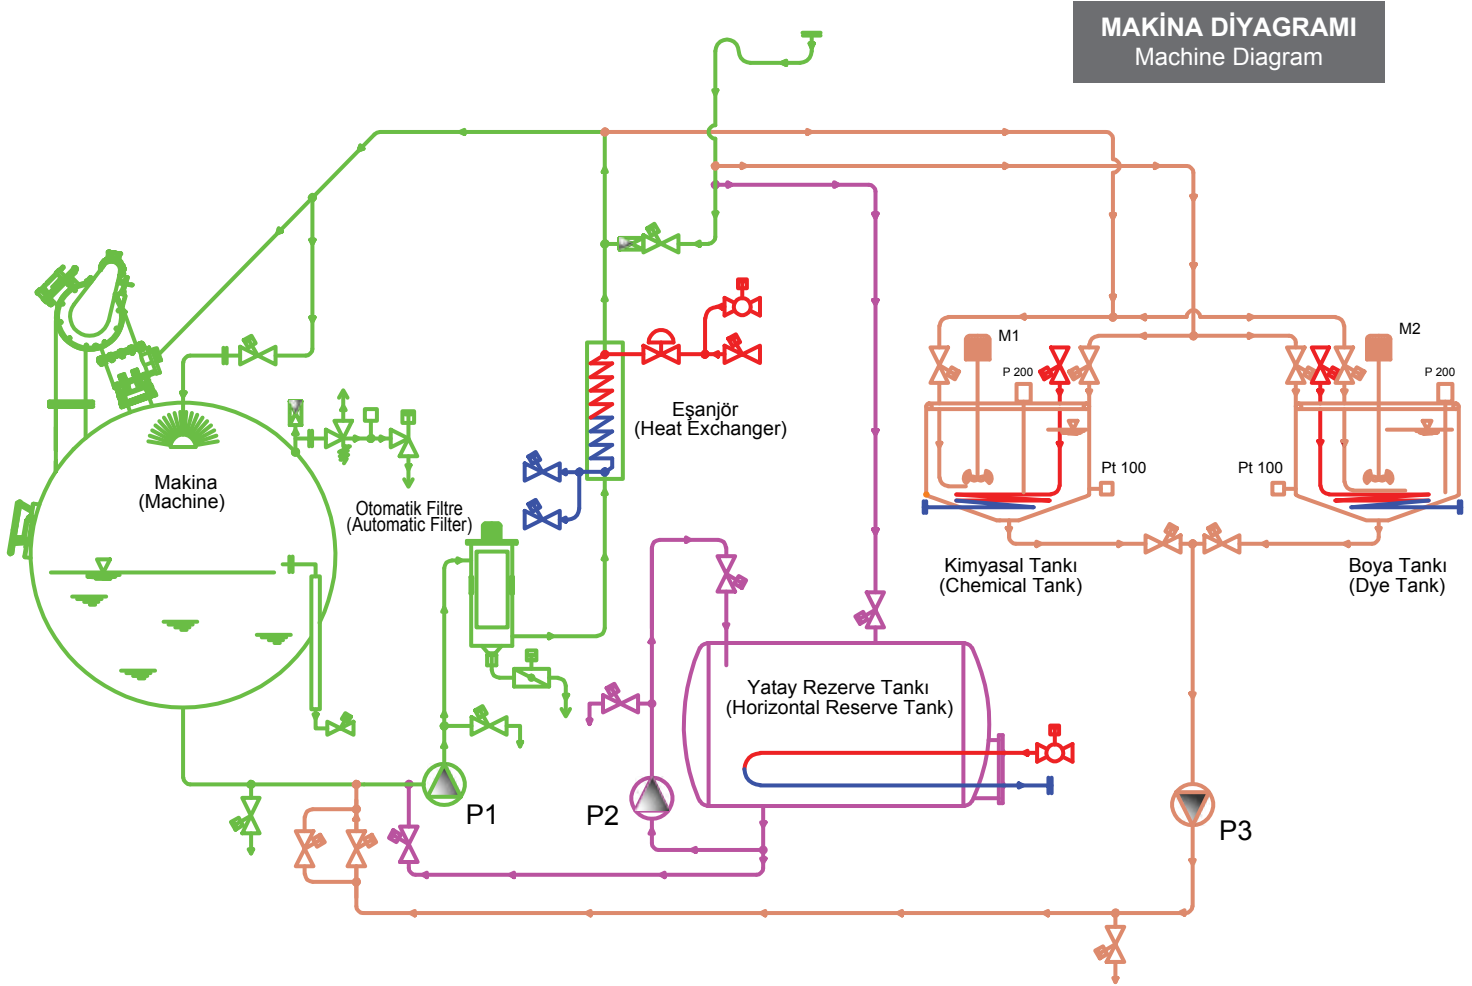 MAKİNA DİYAGRAMI
Machine Diagram
M1
M2
P 200
P 200
Eşanjör
(Heat Exchanger)
Pt 100
Pt 100
Makina
(Machine)
Otomatik Filtre
(Automatic Filter)
Kimyasal Tankı
(Chemical Tank)
Boya Tankı
(Dye Tank)
Yatay Rezerve Tankı
(Horizontal Reserve Tank)
P1
P2
P3